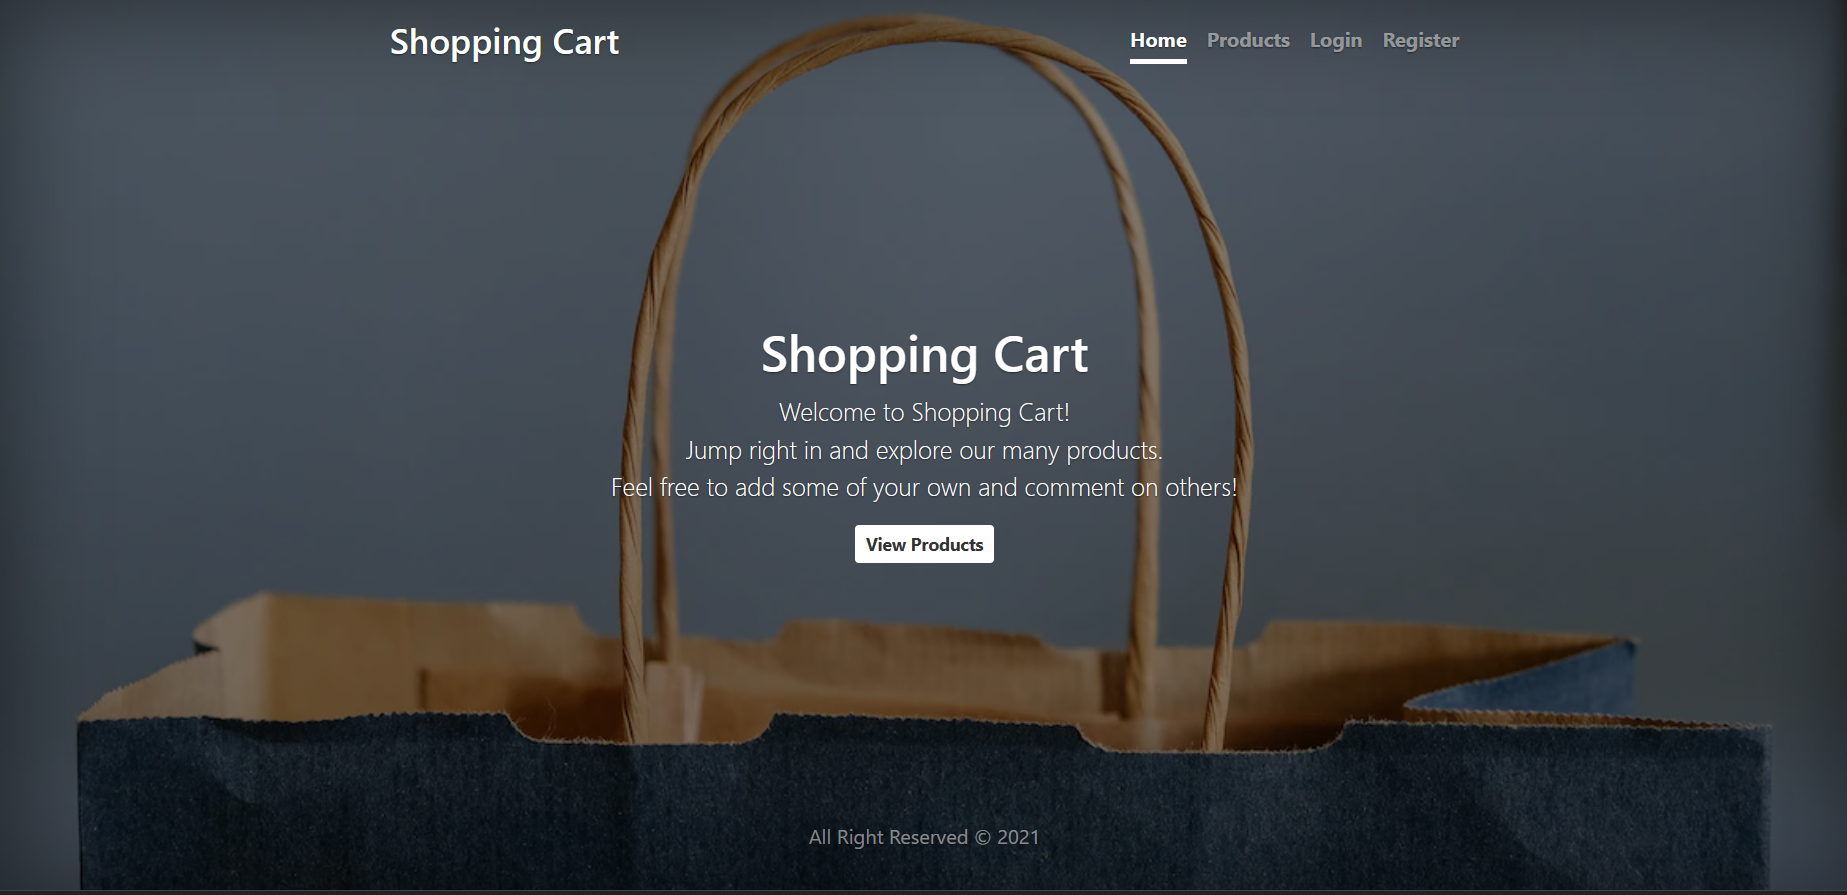 Shopping Cart
Home Products Login Register
Shopping Cart
Welcome to Shopping Cart!
Jump right in and explore our many products.
Feel free to add some of your own and comment on others!
View Products
All Right Reserved © 2021